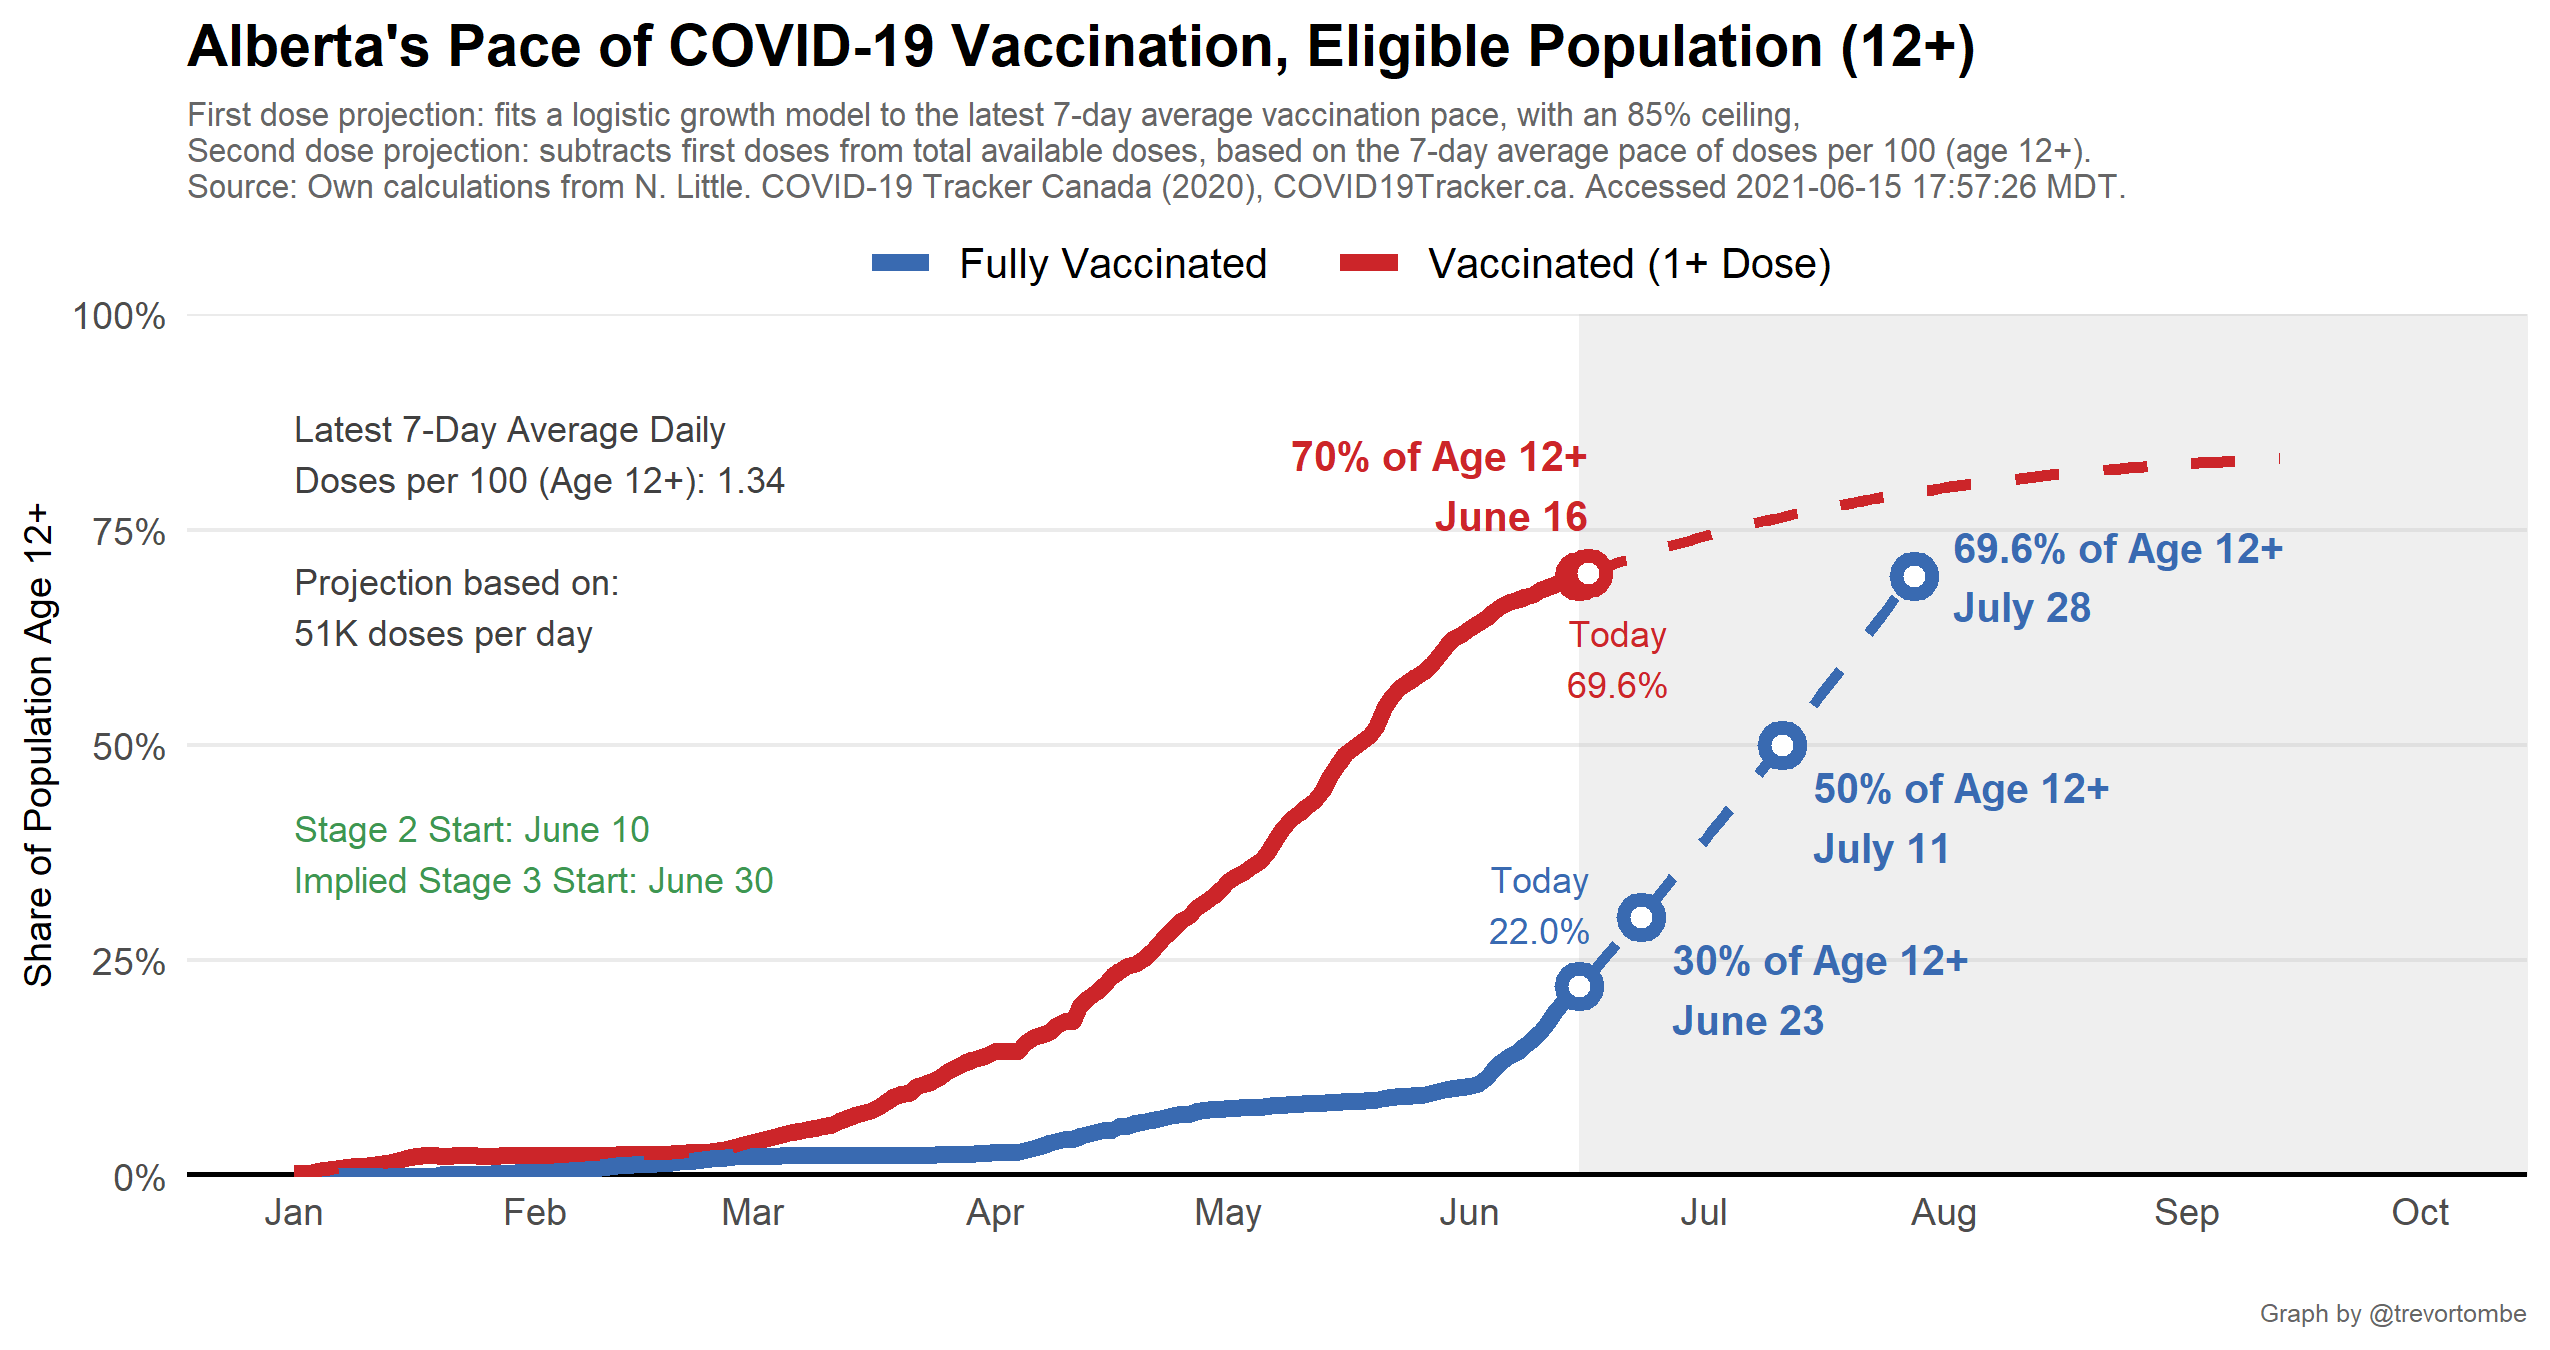 Alberta's Pace of COVID-19 Vaccination, Eligible Population (12+)
First dose projection: fits a logistic growth model to the latest 7-day average vaccination pace, with an 85% ceiling,
Second dose projection: subtracts first doses from total available doses, based on the 7-day average pace of doses per 100 (age 12+).
Source: Own calculations from N. Little. COVID-19 Tracker Canada (2020), COVID19Tracker.ca. Accessed 2021-06-15 17:57:26 MDT.
Fully Vaccinated
Vaccinated (1+ Dose)
Share of Population Age 12+
100%
75%
50%
25%
0%
Latest 7-Day Average Daily
Doses per 100 (Age 12+): 1.34
Projection based on:
51K doses per day
Stage 2 Start: June 10
Implied Stage 3 Start: June 30
70% of Age 12+
June 16
Today
69.6%
69.6% of Age 12+
July 28
50% of Age 12+
July 11
Today
22.0%
30% of Age 12+
June 23
Jan
Feb
Mar
Apr
May
Jun
Jul
Aug
Sep
Oct
Graph by @trevortombe